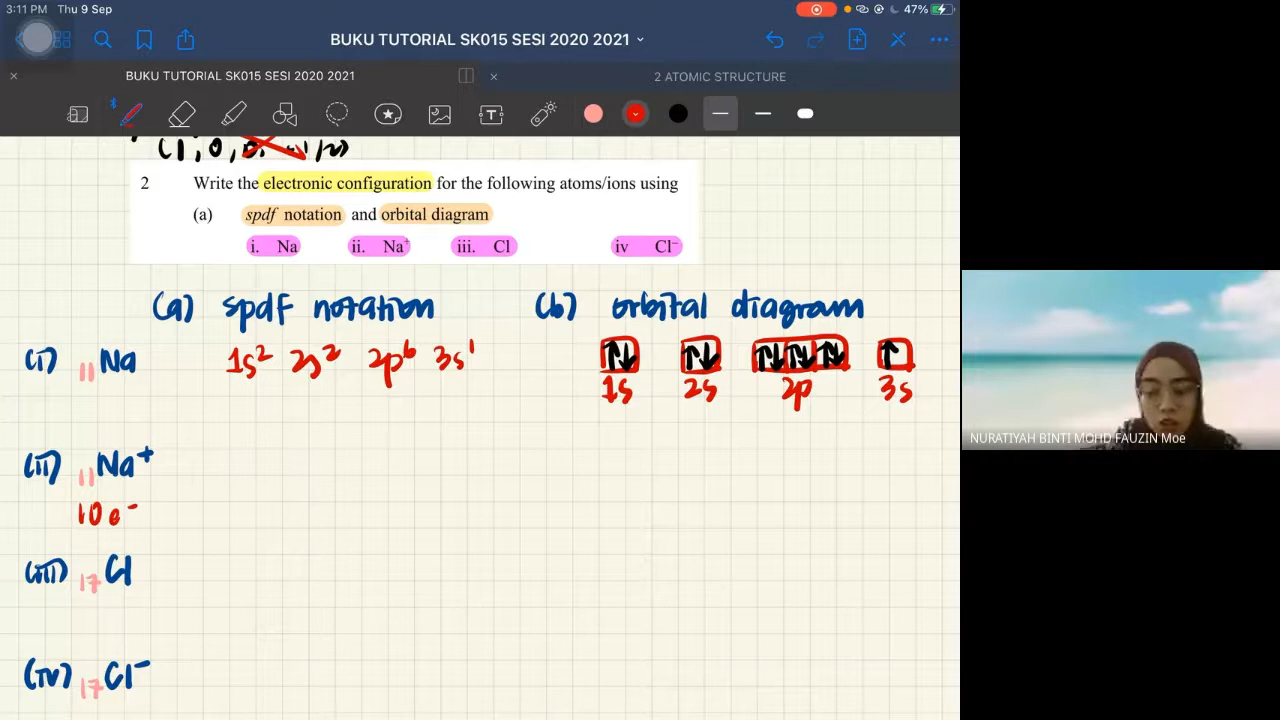 3:11 PM Thu 9 Sep
47%
BUKU TUTORIAL SK015 SESI 2020 2021
BUKU TUTORIAL SK015 SESI 2020 2021
2 ATOMIC STRUCTURE
2 Write the electronic configuration for the following atoms/ions using
(a) spdf notation and orbital diagram
i. Na ii. Na⁺ iii. Cl iv Cl⁻
(a) spdf notation (b) orbital diagram
(i) ₁₁Na 1s² 2s² 2p⁶ 3s¹ ↑↓ ↑↓ ↑↓ ↑↓ ↑↓ ↑
1s 2s 2p 3s
(ii) ₁₁Na⁺
10 e⁻
(iii) ₁₇Cl
(iv) ₁₇Cl⁻
NURATIYAH BINTI MOHD FAUZIN Moe